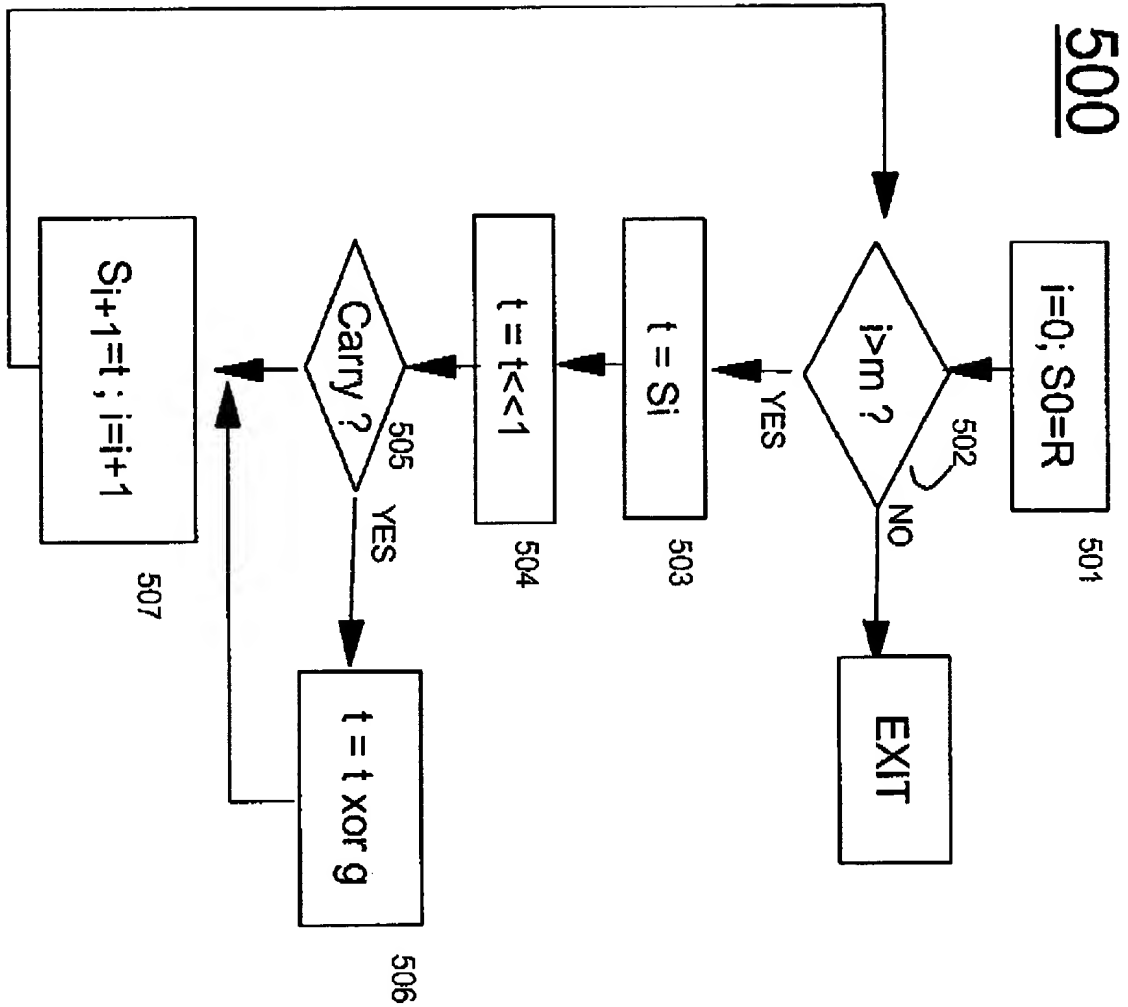 500
i=0; S0=R
501
i>m ?
502
NO
EXIT
YES
t = Si
503
t = t<<1
504
Carry ?
505
YES
t = t xor g
506
Si+1=t ; i=i+1
507